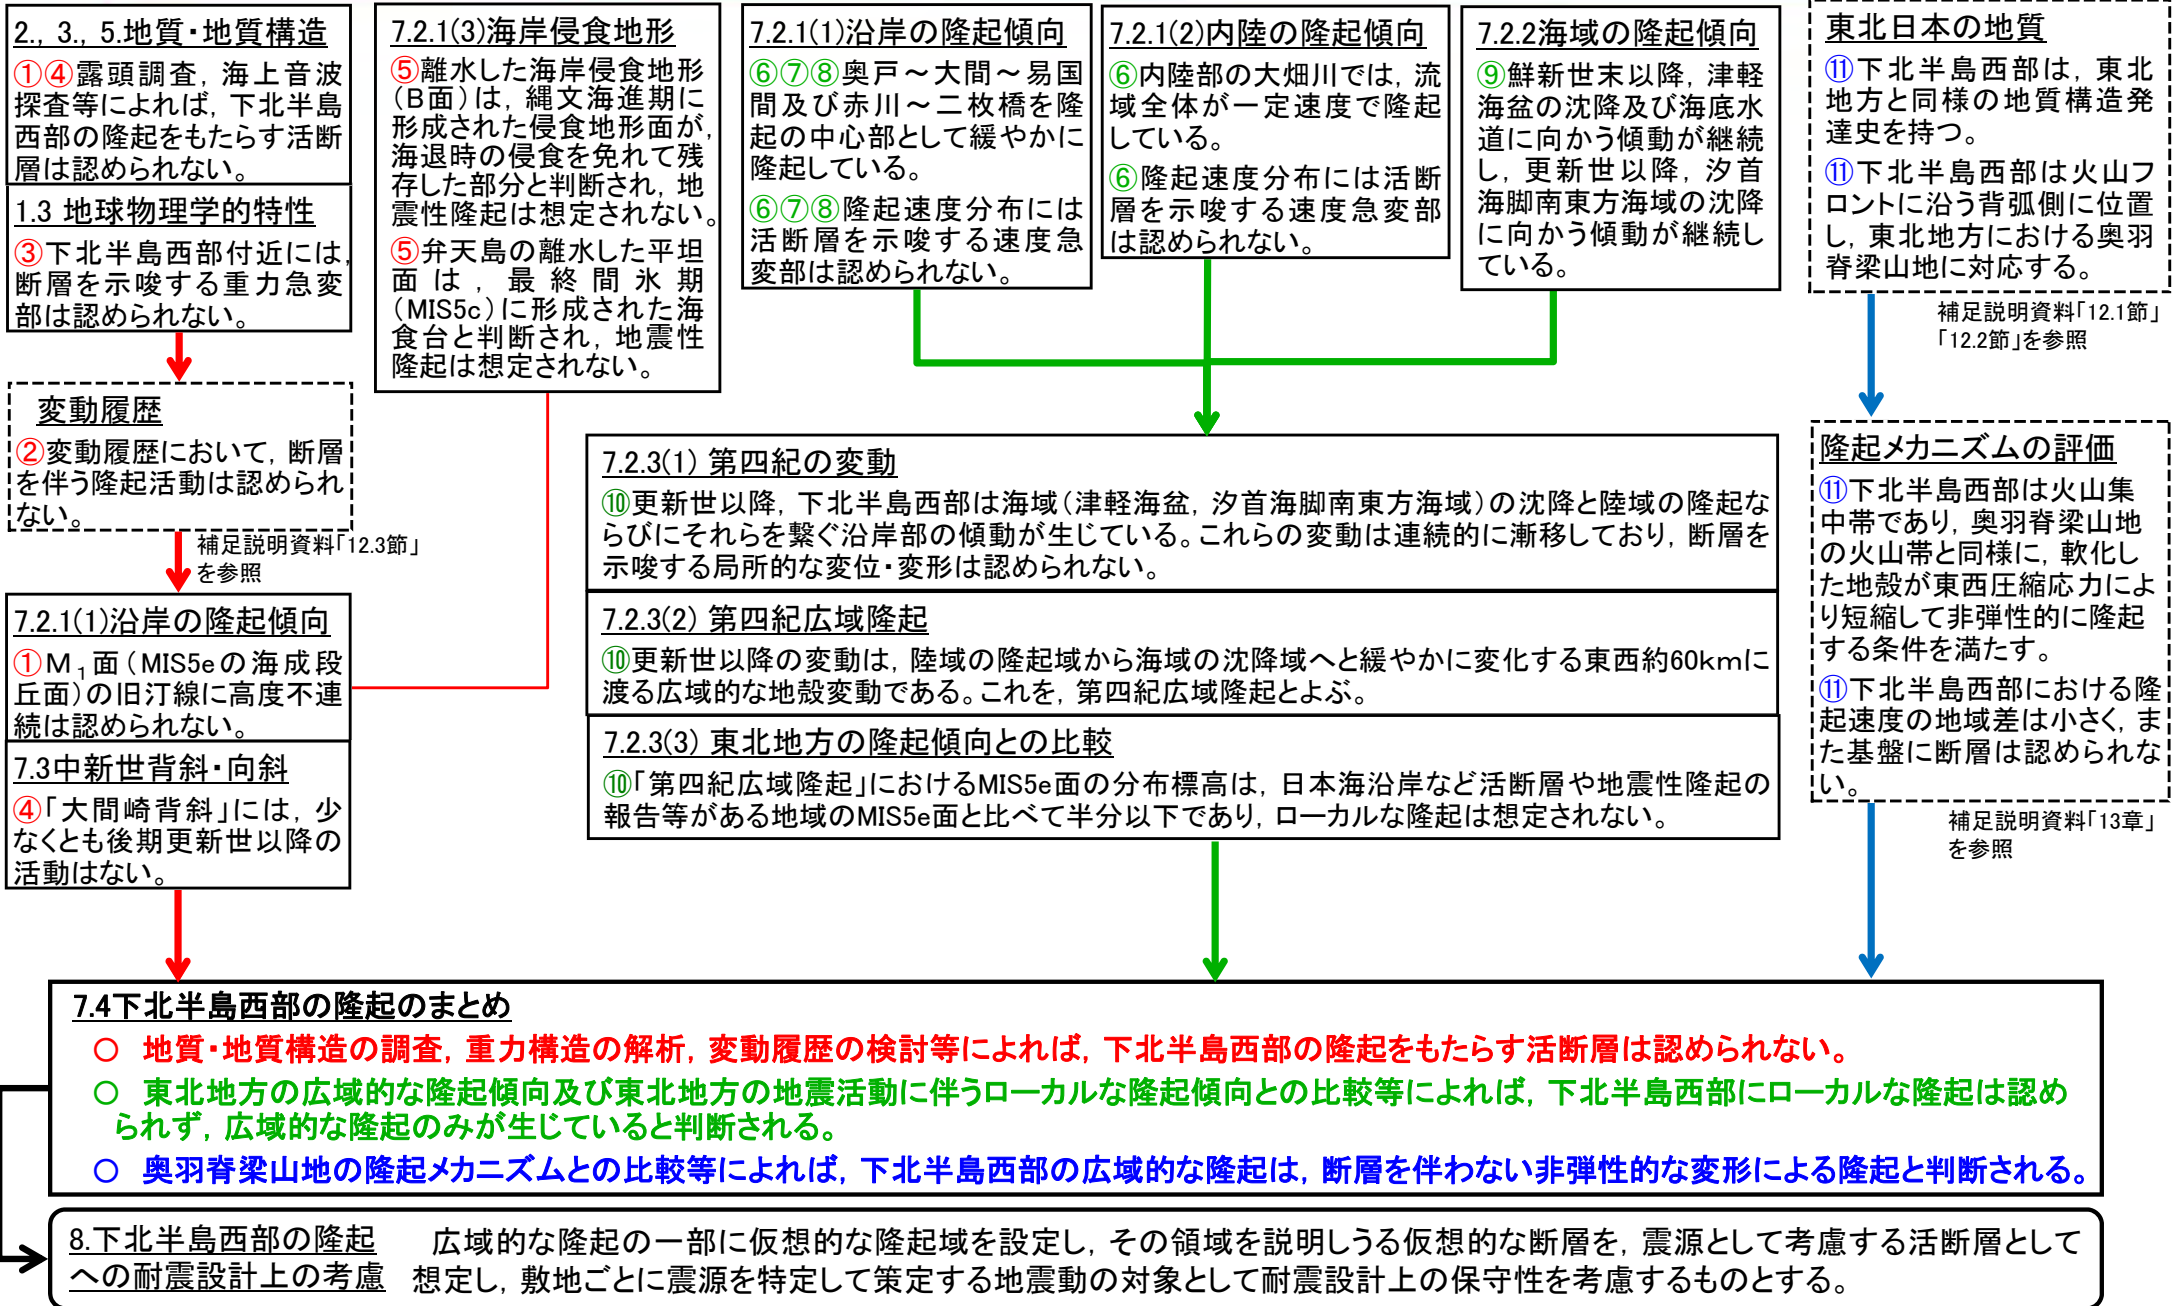 2., 3., 5.地質・地質構造
①④露頭調査, 海上音波
探査等によれば, 下北半島
西部の隆起をもたらす活断
層は認められない。
1.3 地球物理学的特性
③下北半島西部付近には,
断層を示唆する重力急変
部は認められない。
変動履歴
②変動履歴において, 断層
を伴う隆起活動は認められ
ない。
補足説明資料「12.3節」
を参照
7.2.1(1)沿岸の隆起傾向
①M₁面(MIS5eの海成段
丘面)の旧汀線に高度不連
続は認められない。
7.3中新世背斜・向斜
④「大間崎背斜」には, 少
なくとも後期更新世以降の
活動はない。
7.2.1(3)海岸侵食地形
⑤離水した海岸侵食地形
(B面)は, 縄文海進期に
形成された侵食地形面が,
海退時の侵食を免れて残
存した部分と判断され, 地
震性隆起は想定されない。
⑤弁天島の離水した平坦
面は, 最終間氷期
(MIS5c)に形成された海
食台と判断され, 地震性
隆起は想定されない。
7.2.1(1)沿岸の隆起傾向
⑥⑦⑧奥戸～大間～易国
間及び赤川～二枚橋を隆
起の中心部として緩やかに
隆起している。
⑥⑦⑧隆起速度分布には
活断層を示唆する速度急
変部は認められない。
7.2.1(2)内陸の隆起傾向
⑥内陸部の大畑川では, 流
域全体が一定速度で隆起
している。
⑥隆起速度分布には活断
層を示唆する速度急変部
は認められない。
7.2.2海域の隆起傾向
⑨鮮新世末以降, 津軽
海盆の沈降及び海底水
道に向かう傾動が継続
し, 更新世以降, 汐首
海脚南東方海域の沈降
に向かう傾動が継続し
ている。
東北日本の地質
⑪下北半島西部は, 東北
地方と同様の地質構造発
達史を持つ。
⑪下北半島西部は火山フ
ロントに沿う背弧側に位置
し, 東北地方における奥羽
脊梁山地に対応する。
補足説明資料「12.1節」
「12.2節」を参照
7.2.3(1) 第四紀の変動
⑩更新世以降, 下北半島西部は海域(津軽海盆, 汐首海脚南東方海域)の沈降と陸域の隆起な
らびにそれらを繋ぐ沿岸部の傾動が生じている。これらの変動は連続的に漸移しており, 断層を
示唆する局所的な変位・変形は認められない。
7.2.3(2) 第四紀広域隆起
⑩更新世以降の変動は, 陸域の隆起域から海域の沈降域へと緩やかに変化する東西約60kmに
渡る広域的な地殻変動である。これを, 第四紀広域隆起とよぶ。
7.2.3(3) 東北地方の隆起傾向との比較
⑩「第四紀広域隆起」におけるMIS5e面の分布標高は, 日本海沿岸など活断層や地震性隆起の
報告等がある地域のMIS5e面と比べて半分以下であり, ローカルな隆起は想定されない。
隆起メカニズムの評価
⑪下北半島西部は火山集
中帯であり, 奥羽脊梁山地
の火山帯と同様に, 軟化し
た地殻が東西圧縮応力によ
り短縮して非弾性的に隆起
する条件を満たす。
⑪下北半島西部における隆
起速度の地域差は小さく, ま
た基盤に断層は認められな
い。
補足説明資料「13章」
を参照
7.4下北半島西部の隆起のまとめ
○ 地質・地質構造の調査, 重力構造の解析, 変動履歴の検討等によれば, 下北半島西部の隆起をもたらす活断層は認められない。
○ 東北地方の広域的な隆起傾向及び東北地方の地震活動に伴うローカルな隆起傾向との比較等によれば, 下北半島西部にローカルな隆起は認め
られず, 広域的な隆起のみが生じていると判断される。
○ 奥羽脊梁山地の隆起メカニズムとの比較等によれば, 下北半島西部の広域的な隆起は, 断層を伴わない非弾性的な変形による隆起と判断される。
8.下北半島西部の隆起
への耐震設計上の考慮
広域的な隆起の一部に仮想的な隆起域を設定し, その領域を説明しうる仮想的な断層を, 震源として考慮する活断層として
想定し, 敷地ごとに震源を特定して策定する地震動の対象として耐震設計上の保守性を考慮するものとする。